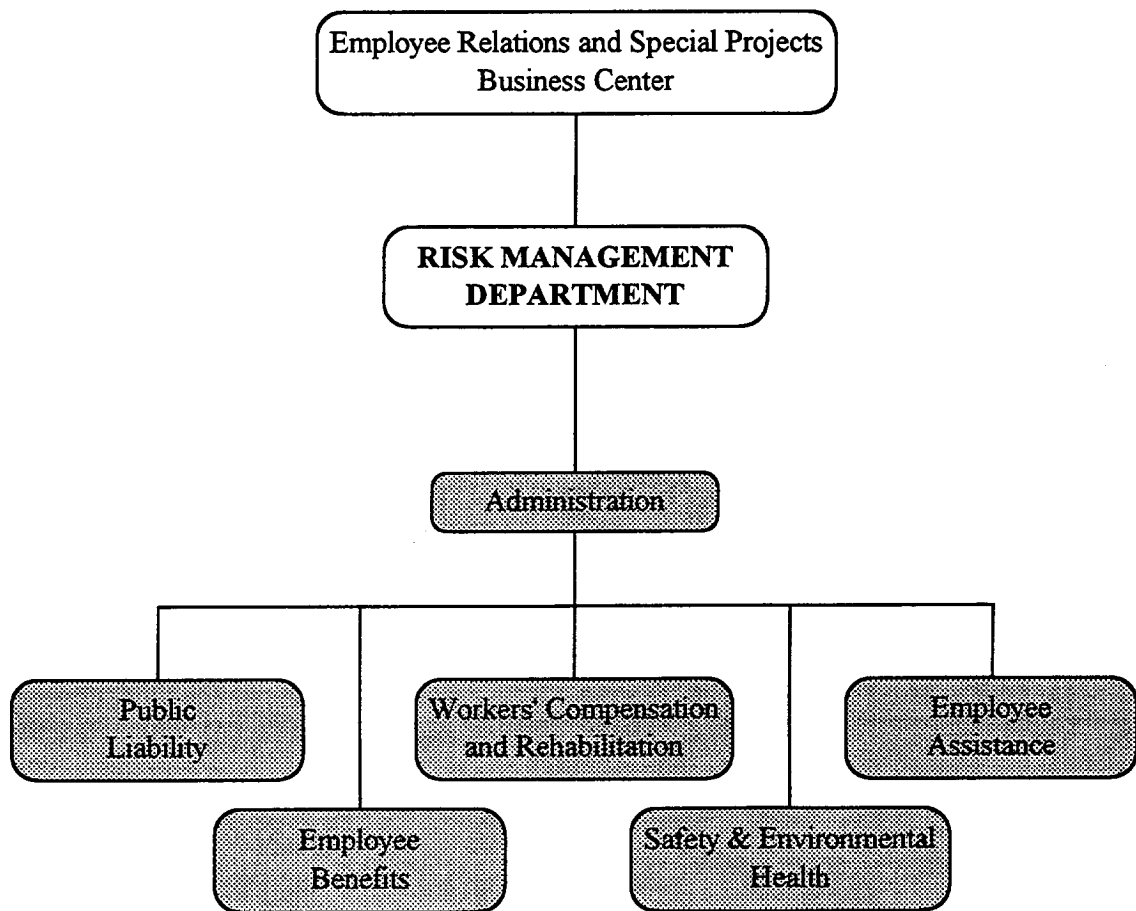 Employee Relations and Special Projects
Business Center
RISK MANAGEMENT
DEPARTMENT
Administration
Public
Liability
Workers' Compensation
and Rehabilitation
Employee
Assistance
Employee
Benefits
Safety & Environmental
Health